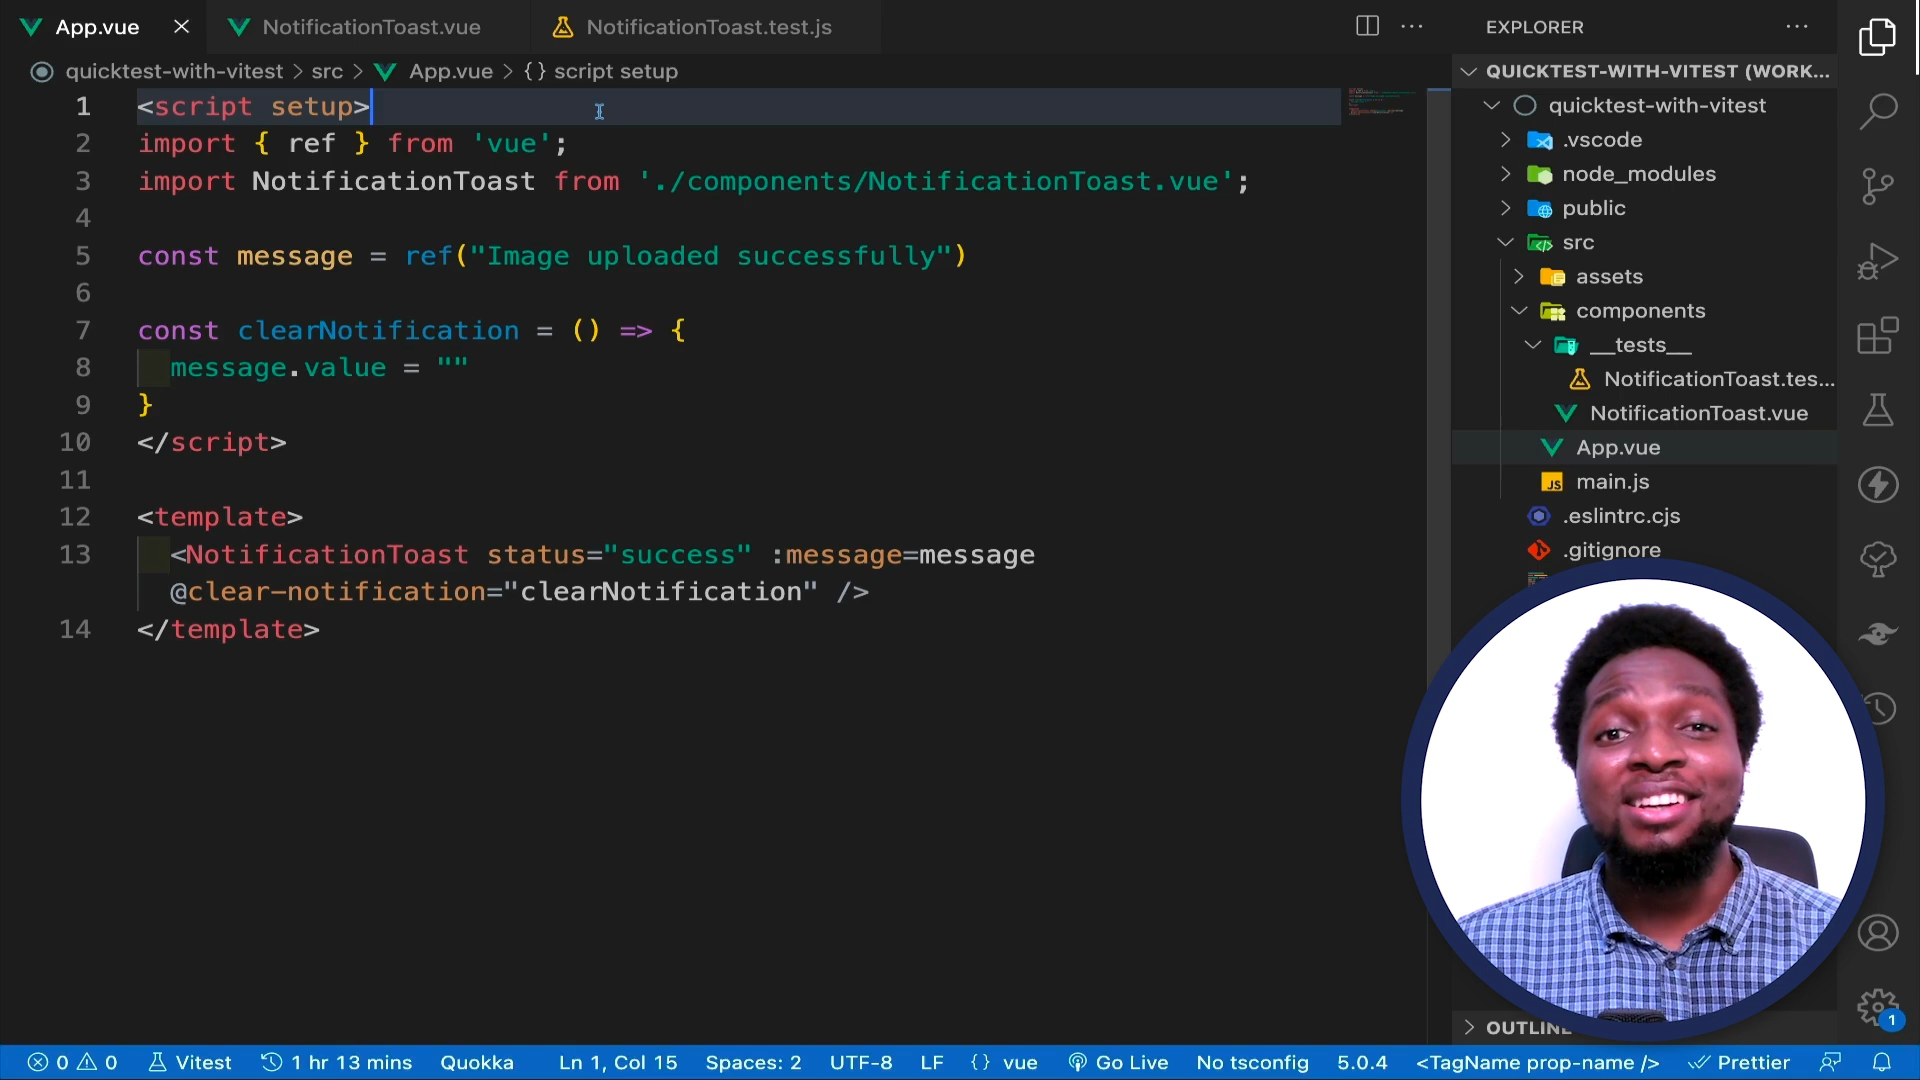 App.vue
NotificationToast.vue
NotificationToast.test.js
EXPLORER
quicktest-with-vitest > src > App.vue > {} script setup
QUICKTEST-WITH-VITEST (WORK...
1 <script setup>
2 import { ref } from 'vue';
3 import NotificationToast from './components/NotificationToast.vue';
4
5 const message = ref("Image uploaded successfully")
6
7 const clearNotification = () => {
8 message.value = ""
9 }
10 </script>
11
12 <template>
13 <NotificationToast status="success" :message=message
@clear-notification="clearNotification" />
14 </template>
quicktest-with-vitest
.vscode
node_modules
public
src
assets
components
__tests__
NotificationToast.tes...
NotificationToast.vue
App.vue
JS main.js
.eslintrc.cjs
.gitignore
OUTLINE
1
0 0 Vitest 1 hr 13 mins Quokka Ln 1, Col 15 Spaces: 2 UTF-8 LF {} vue Go Live No tsconfig 5.0.4 <TagName prop-name /> Prettier